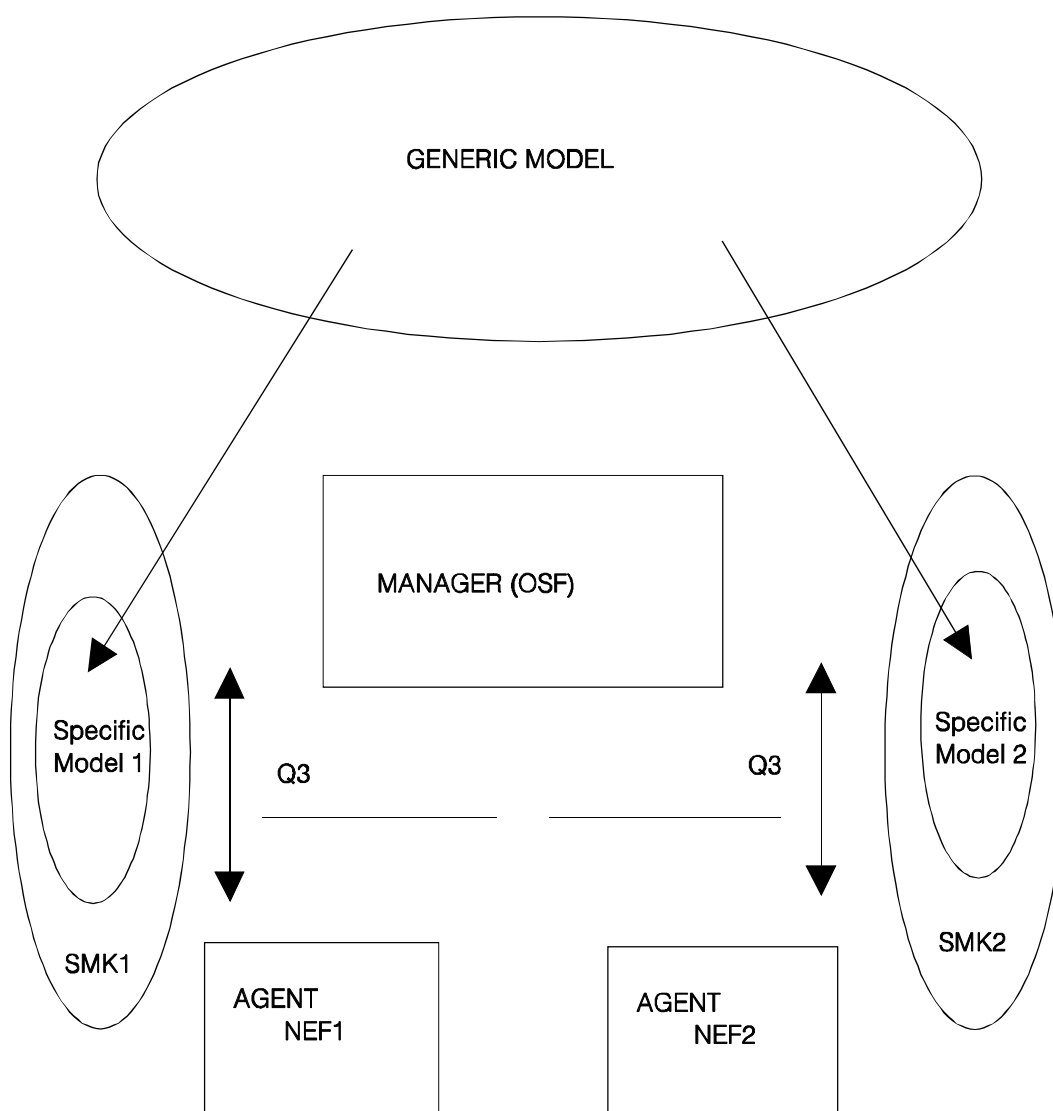 GENERIC MODEL
MANAGER (OSF)
Specific
Model 1
Specific
Model 2
Q3
Q3
SMK1
SMK2
AGENT
NEF1
AGENT
NEF2